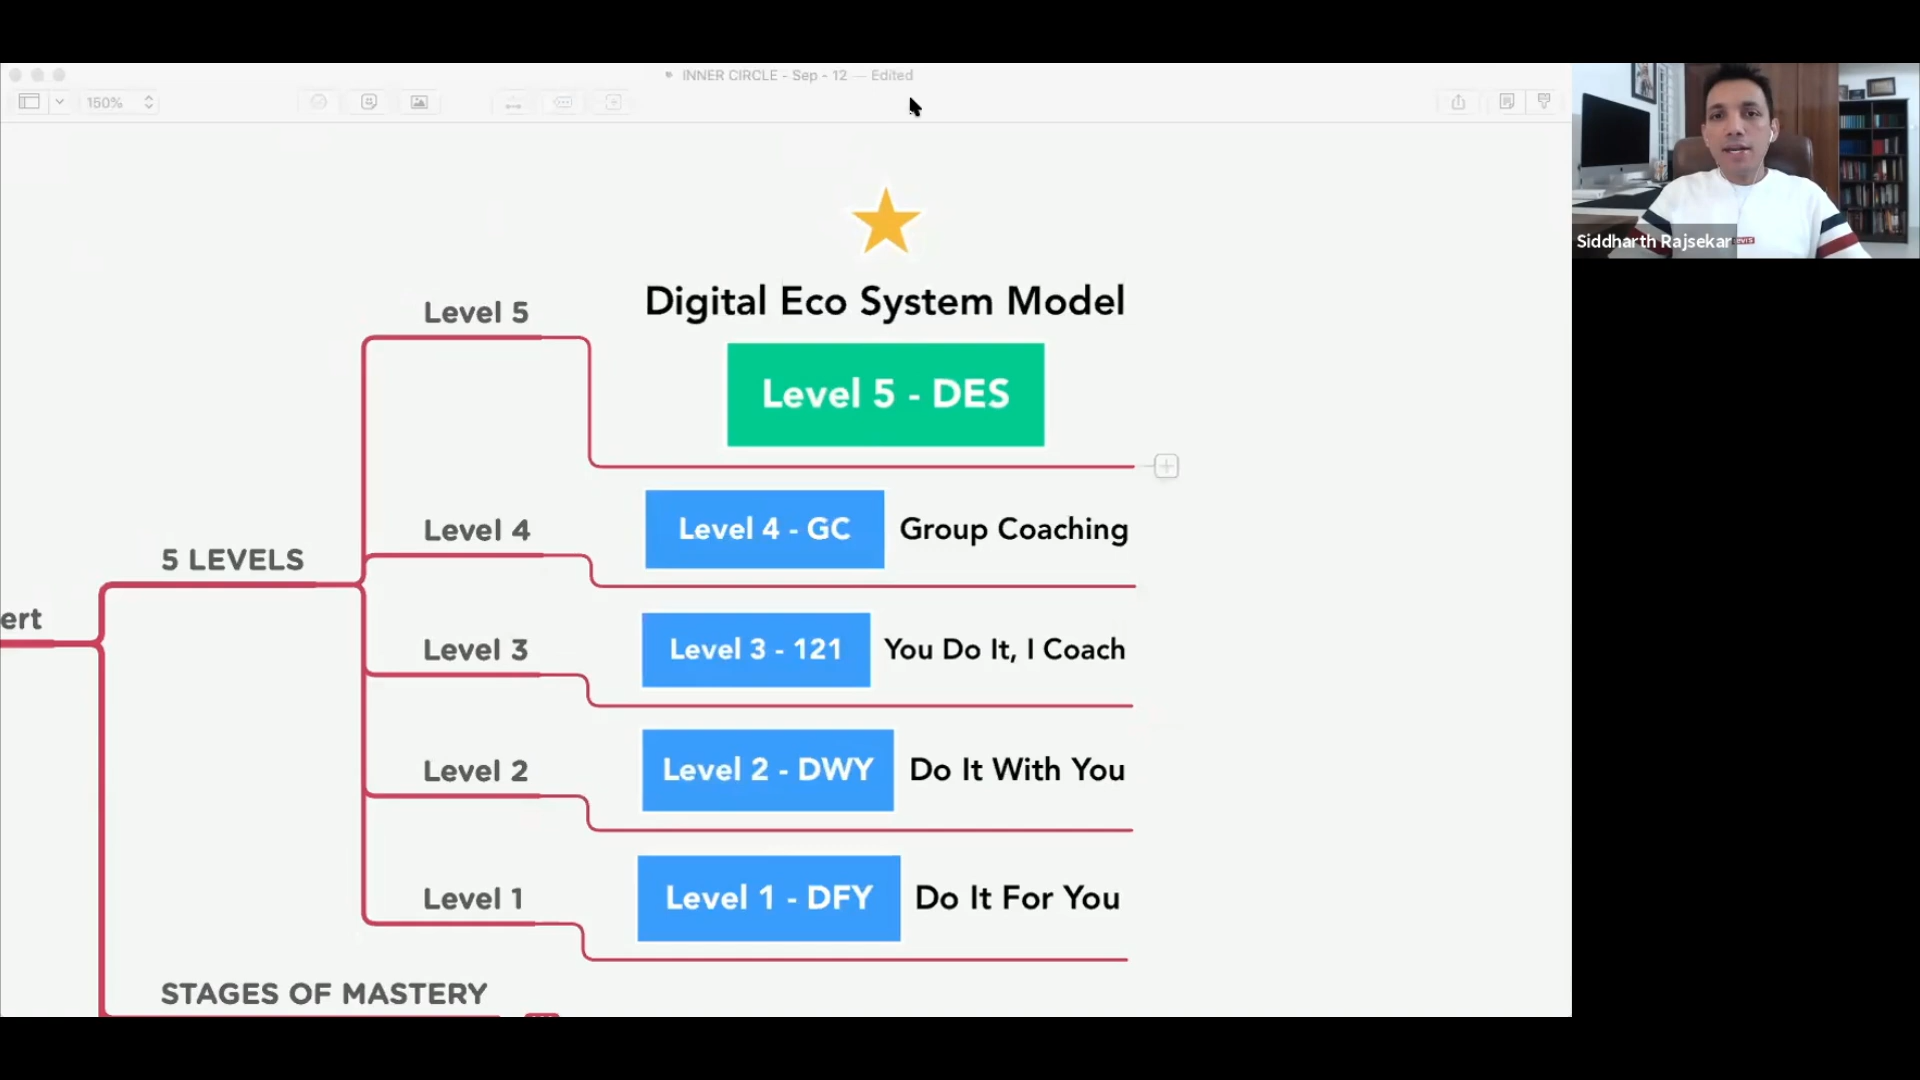 INNER CIRCLE - Sep - 12 — Edited
150%
Siddharth Rajsekar
Levi's
Digital Eco System Model
Level 5
Level 5 - DES
Level 4
Level 4 - GC Group Coaching
5 LEVELS
ert
Level 3
Level 3 - 121 You Do It, I Coach
Level 2
Level 2 - DWY Do It With You
Level 1
Level 1 - DFY Do It For You
STAGES OF MASTERY